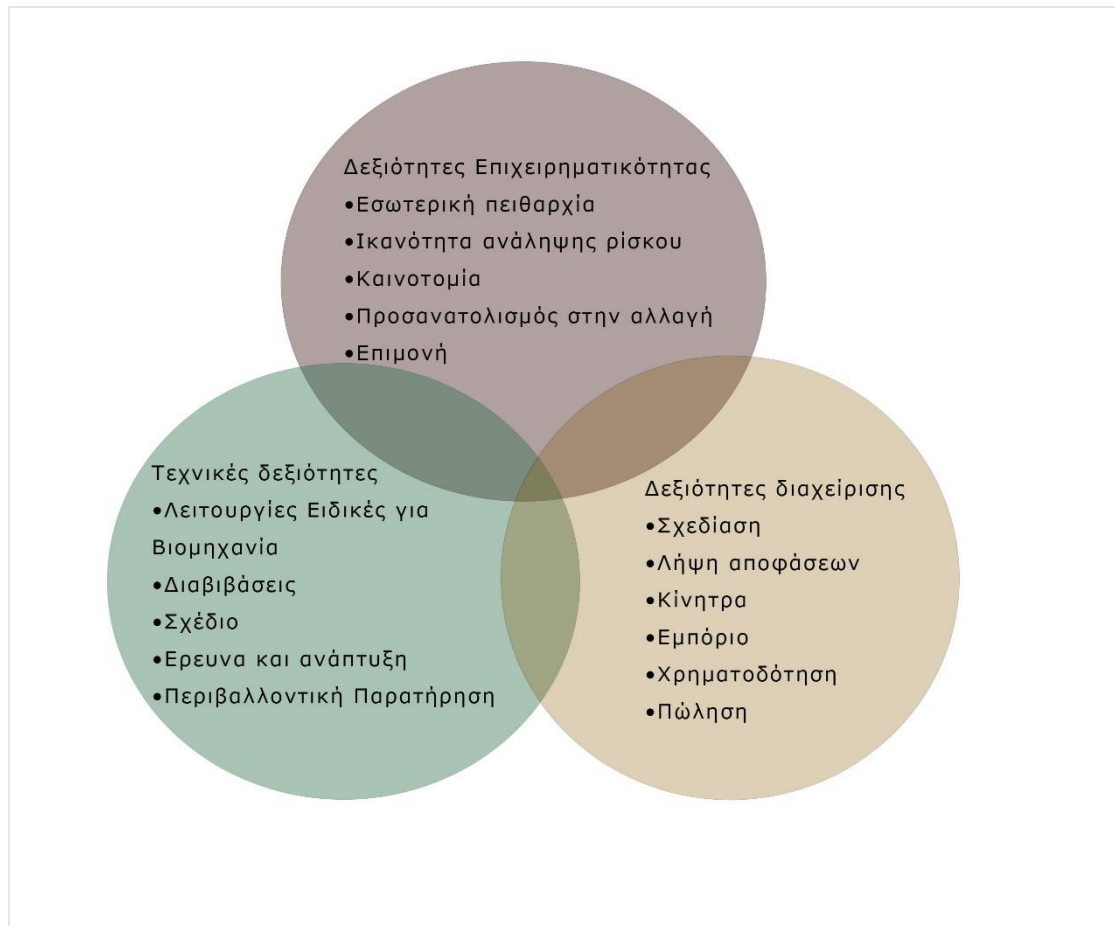 Δεξιότητες Επιχειρηματικότητας
•Εσωτερική πειθαρχία
•Ικανότητα ανάληψης ρίσκου
•Καινοτομία
•Προσανατολισμός στην αλλαγή
•Επιμονή
Τεχνικές δεξιότητες
•Λειτουργίες Ειδικές για
Βιομηχανία
•Διαβιβάσεις
•Σχέδιο
•Ερευνα και ανάπτυξη
•Περιβαλλοντική Παρατήρηση
Δεξιότητες διαχείρισης
•Σχεδίαση
•Λήψη αποφάσεων
•Κίνητρα
•Εμπόριο
•Χρηματοδότηση
•Πώληση